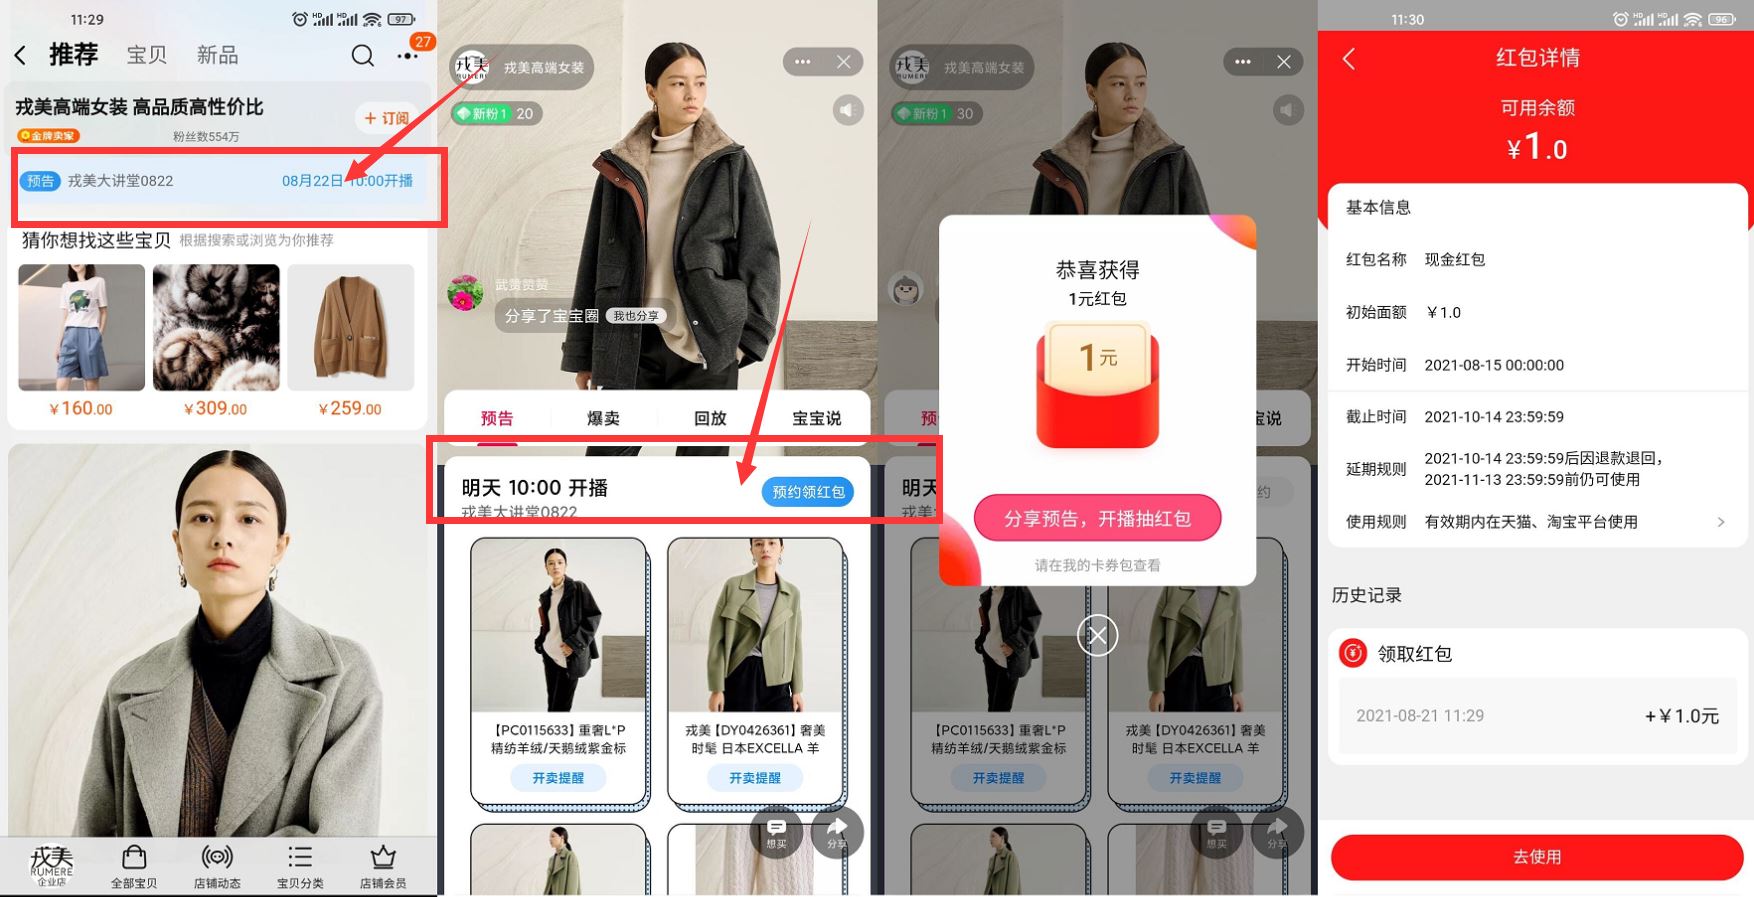 11:29
HD HD 97
推荐
宝贝
新品
27
戎美高端女装 高品质高性价比
金牌卖家
粉丝数554万
+ 订阅
预告 戎美大讲堂0822
08月22日 10:00开播
猜你想找这些宝贝 根据搜索或浏览为你推荐
¥160.00
¥309.00
¥259.00
戎美
RUMERE
企业店
全部宝贝
店铺动态
宝贝分类
店铺会员
戎美
RUMERE
戎美高端女装
新粉1 20
武美赞赞
分享了宝宝圈 我也分享
预告
爆卖
回放
宝宝说
明天 10:00 开播
戎美大讲堂0822
预约领红包
【PC0115633】重奢L*P
精纺羊绒/天鹅绒紫金标
开卖提醒
戎美【DY0426361】奢美
时髦 日本EXCELLA 羊
开卖提醒
想买
分享
戎美
RUMERE
戎美高端女装
新粉1 30
预
宝说
明天
戎美大
约
恭喜获得
1元红包
1元
分享预告，开播抽红包
请在我的卡券包查看
【PC0115633】重奢L*P
精纺羊绒/天鹅绒紫金标
开卖提醒
戎美【DY0426361】奢美
时髦 日本EXCELLA 羊
开卖提醒
想买
分享
11:30
HD HD 96
红包详情
可用余额
¥1.0
基本信息
红包名称 现金红包
初始面额 ¥1.0
开始时间 2021-08-15 00:00:00
截止时间 2021-10-14 23:59:59
延期规则 2021-10-14 23:59:59后因退款退回，
2021-11-13 23:59:59前仍可使用
使用规则 有效期内在天猫、淘宝平台使用
历史记录
领取红包
2021-08-21 11:29
+¥1.0元
去使用